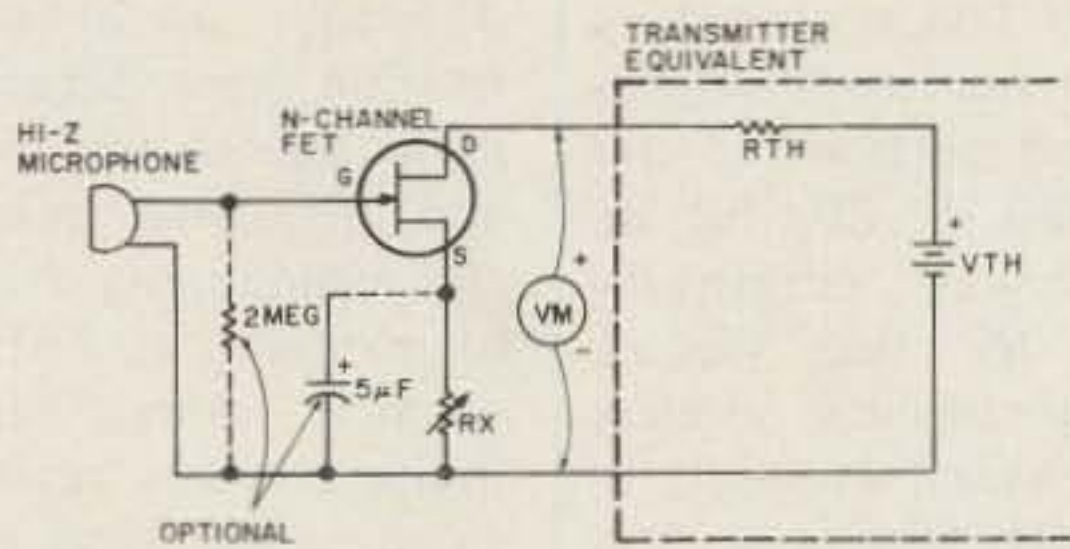 TRANSMITTER
EQUIVALENT
N-CHANNEL
FET
HI-Z
MICROPHONE
D
G
S
RTH
+
VTH
+
VM
-
2MEG
+
5μF
RX
OPTIONAL